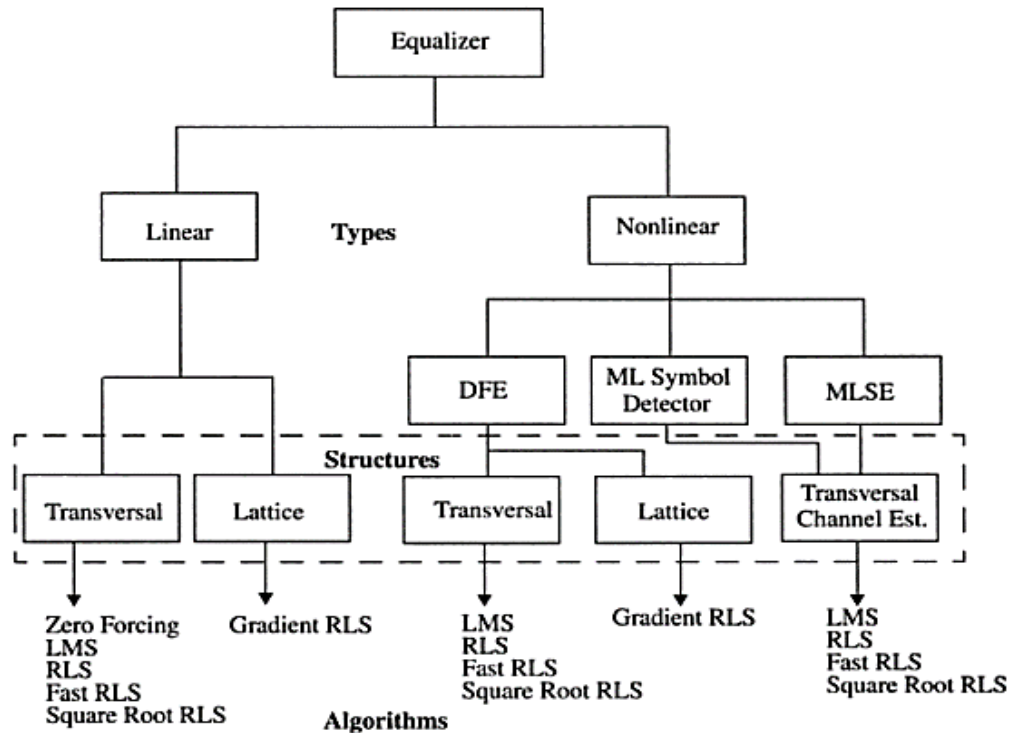 Equalizer
Linear
Types
Nonlinear
DFE
ML Symbol
Detector
MLSE
Structures
Transversal
Lattice
Transversal
Lattice
Transversal
Channel Est.
Zero Forcing
LMS
RLS
Fast RLS
Square Root RLS
Gradient RLS
LMS
RLS
Fast RLS
Square Root RLS
Gradient RLS
LMS
RLS
Fast RLS
Square Root RLS
Algorithms